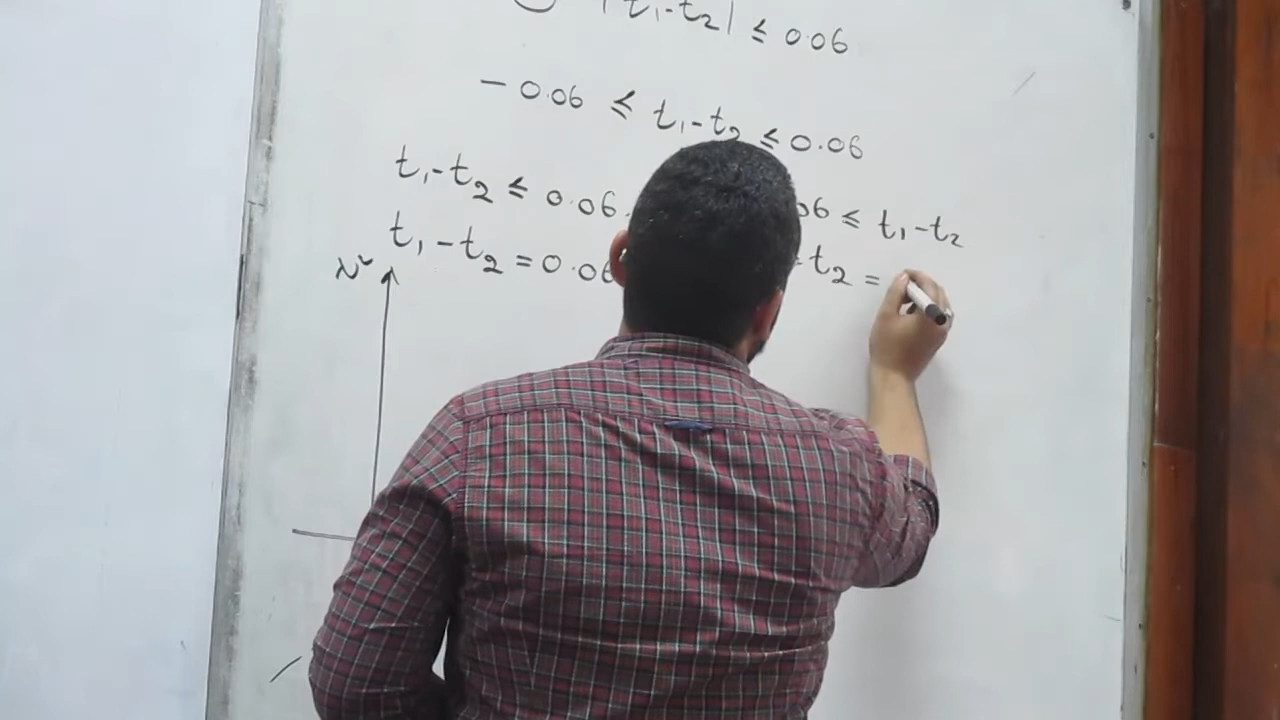 |t₁-t₂| ≤ 0.06
- 0.06 ≤ t₁-t₂ ≤ 0.06
t₁-t₂ ≤ 0.06 06 ≤ t₁-t₂
t₁-t₂ = 0.06 t₂ =